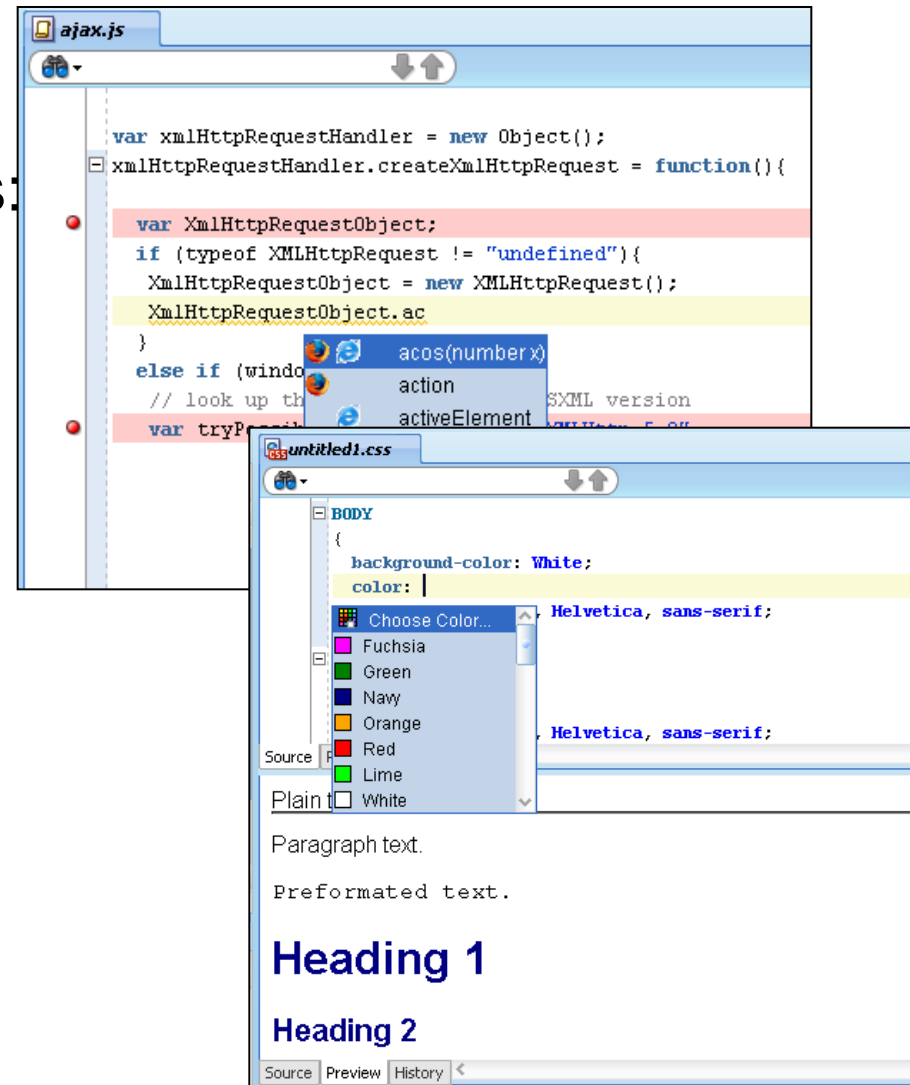 ajax.js
var xmlHttpRequestHandler = new Object();
xmlHttpRequestHandler.createXmlHttpRequest = function(){
s:
var XmlHttpRequestObject;
if (typeof XMLHttpRequest != "undefined"){
XmlHttpRequestObject = new XMLHttpRequest();
XmlHttpRequestObject.ac
}
acos(number x)
else if (windo
action
// look up th SXML version
activeElement
var tryP
untitled1.css
BODY
{
background-color: White;
color:
Choose Color... , Helvetica, sans-serif;
Fuchsia
Green
Navy
Orange , Helvetica, sans-serif;
Red
Source
Lime
Plain t
White
Paragraph text.
Preformated text.
Heading 1
Heading 2
Source Preview History